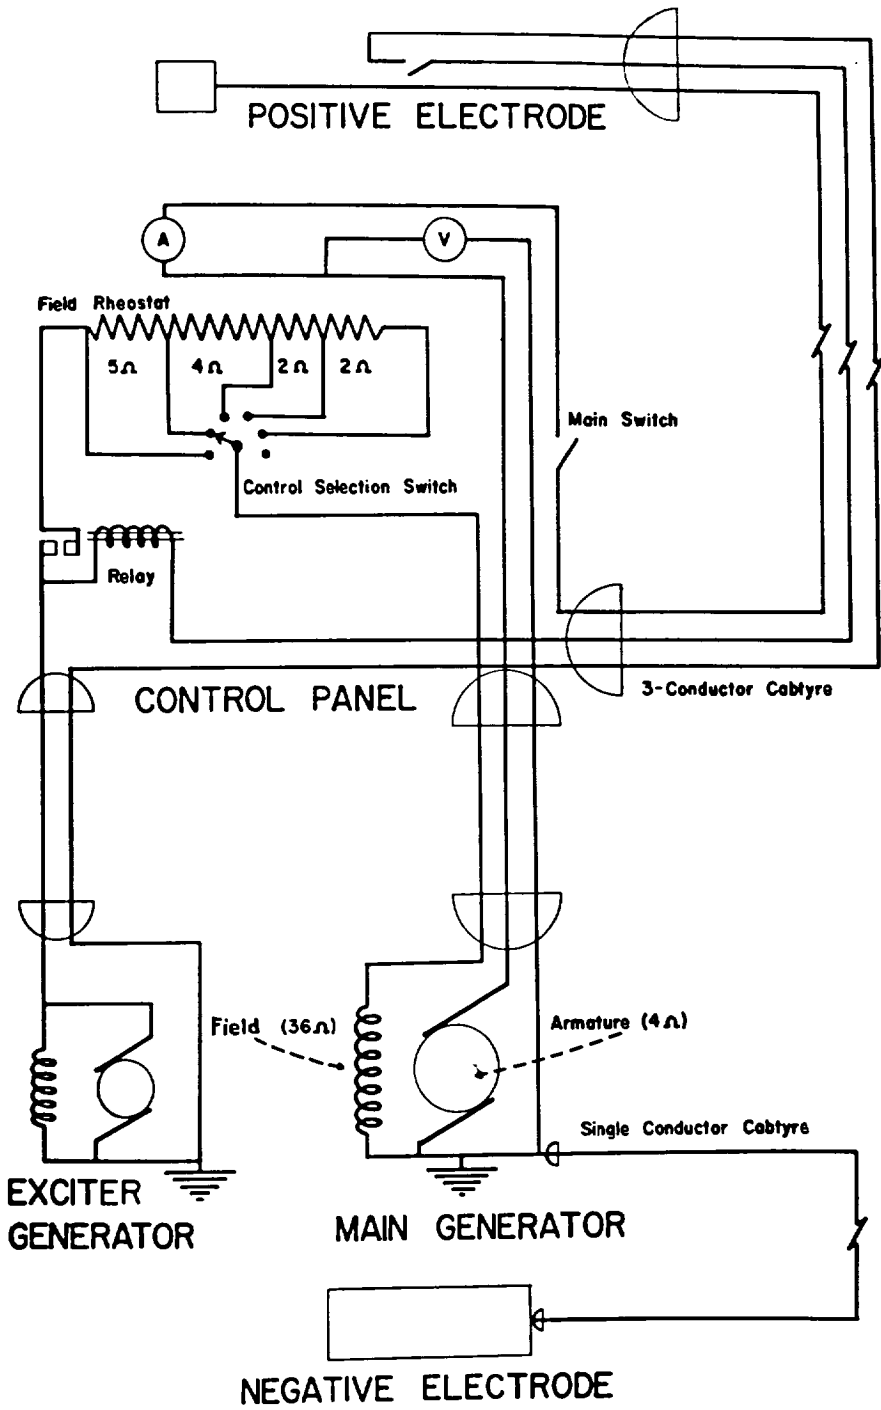 POSITIVE ELECTRODE
A
V
Field Rheostat
5Ω 4Ω 2Ω 2Ω
Main Switch
Control Selection Switch
Relay
CONTROL PANEL
3-Conductor Cabtyre
Field (36Ω)
Armature (4Ω)
Single Conductor Cabtyre
EXCITER
GENERATOR
MAIN GENERATOR
NEGATIVE ELECTRODE